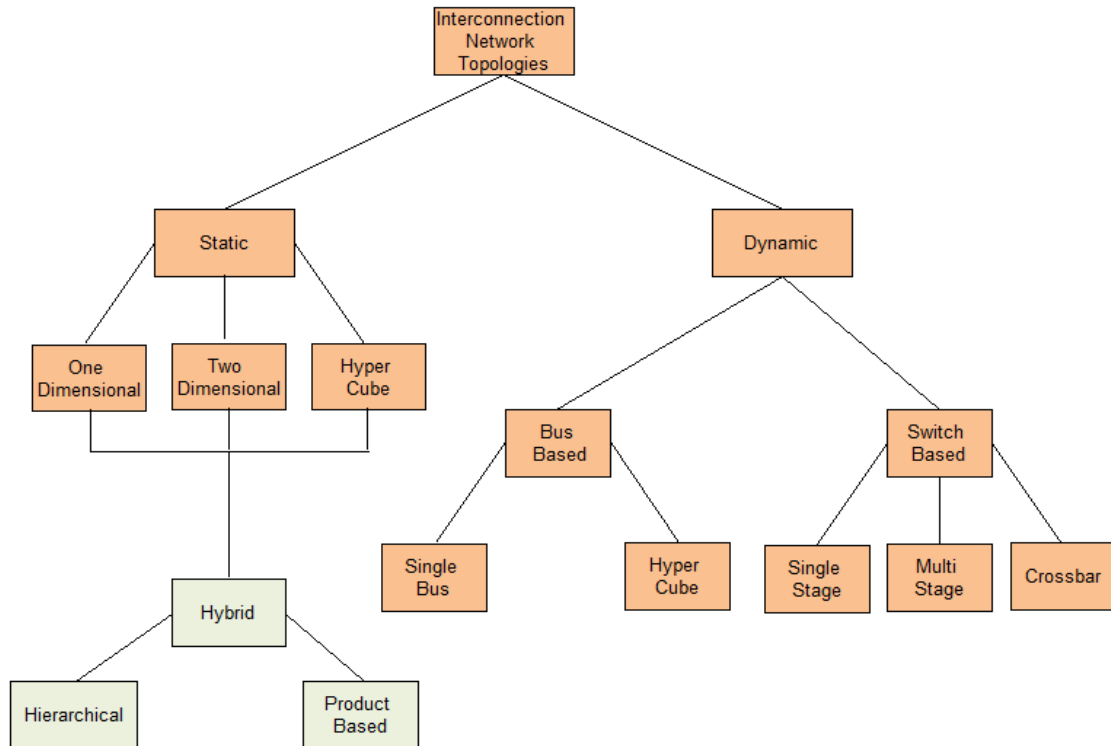 Interconnection
Network
Topologies
Static
Dynamic
One
Dimensional
Two
Dimensional
Hyper
Cube
Bus
Based
Switch
Based
Single
Bus
Hyper
Cube
Single
Stage
Multi
Stage
Crossbar
Hybrid
Hierarchical
Product
Based